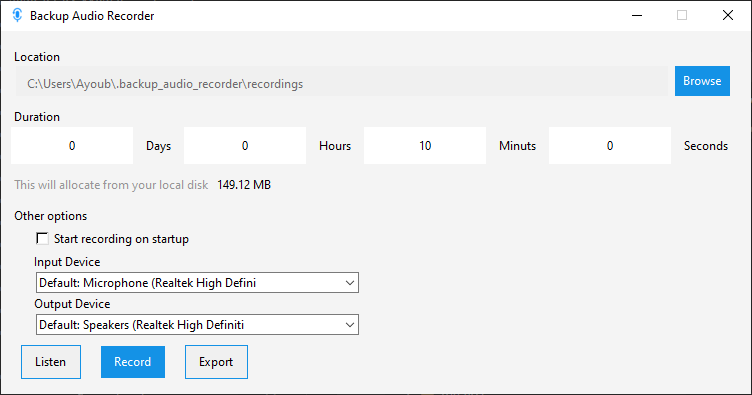 Backup Audio Recorder
Location
C:\Users\Ayoub\.backup_audio_recorder\recordings Browse
Duration
0 Days 0 Hours 10 Minuts 0 Seconds
This will allocate from your local disk 149.12 MB
Other options
Start recording on startup
Input Device
Default: Microphone (Realtek High Defini
Output Device
Default: Speakers (Realtek High Definiti
Listen Record Export